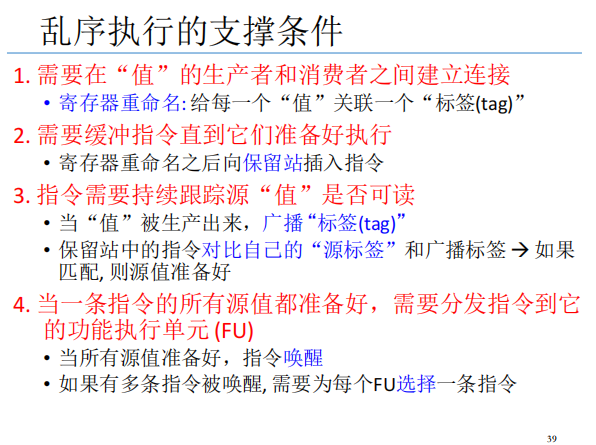 乱序执行的支撑条件
1. 需要在“值”的生产者和消费者之间建立连接
• 寄存器重命名: 给每一个“值”关联一个“标签(tag)”
2. 需要缓冲指令直到它们准备好执行
• 寄存器重命名之后向保留站插入指令
3. 指令需要持续跟踪源“值”是否可读
• 当“值”被生产出来，广播“标签(tag)”
• 保留站中的指令对比自己的“源标签”和广播标签 → 如果
匹配, 则源值准备好
4. 当一条指令的所有源值都准备好，需要分发指令到它
的功能执行单元 (FU)
• 当所有源值准备好，指令唤醒
• 如果有多条指令被唤醒, 需要为每个FU选择一条指令
39